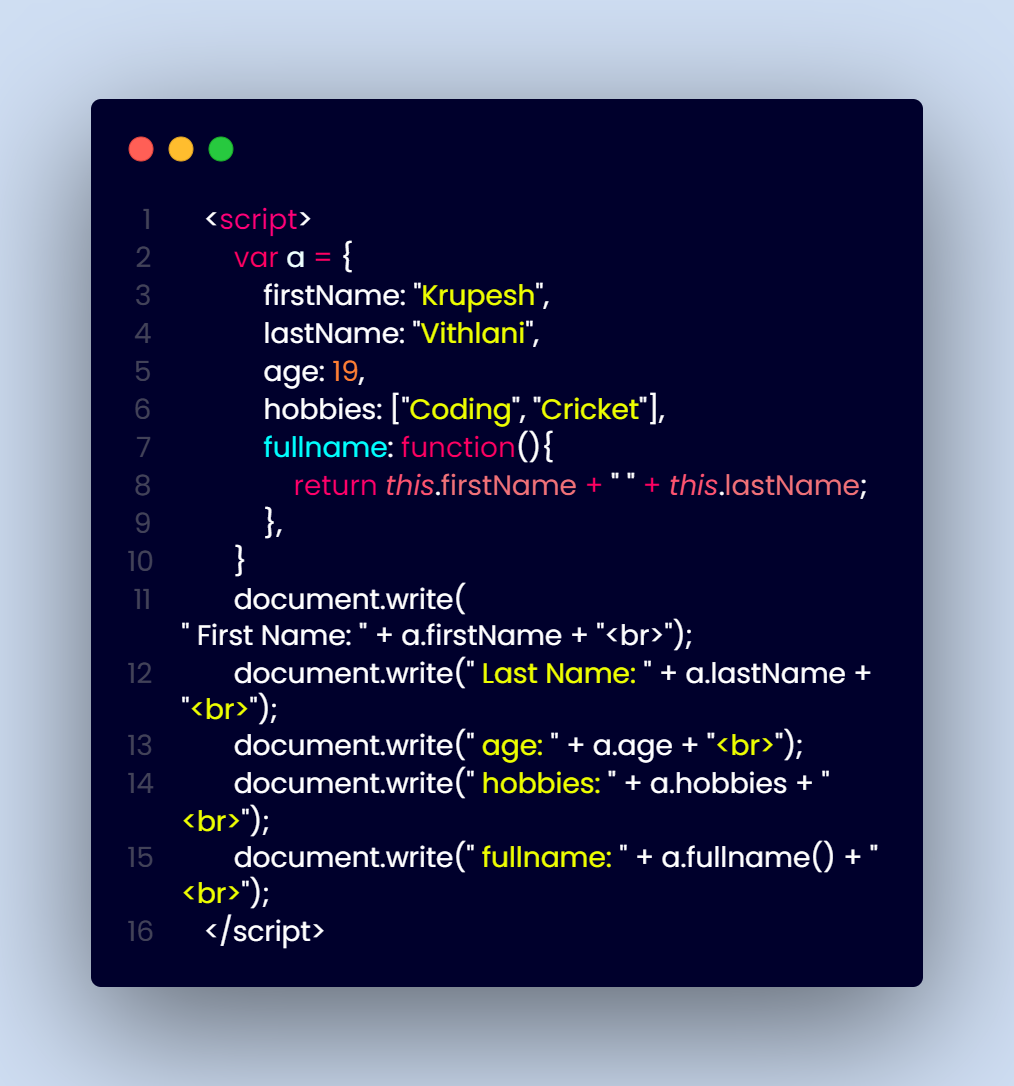 1 <script>
2 var a = {
3 firstName: "Krupesh",
4 lastName: "Vithlani",
5 age: 19,
6 hobbies: ["Coding", "Cricket"],
7 fullname: function(){
8 return this.firstName + " " + this.lastName;
9 },
10 }
11 document.write(
" First Name: " + a.firstName + "<br>");
12 document.write(" Last Name: " + a.lastName +
"<br>");
13 document.write(" age: " + a.age + "<br>");
14 document.write(" hobbies: " + a.hobbies + "
<br>");
15 document.write(" fullname: " + a.fullname() + "
<br>");
16 </script>